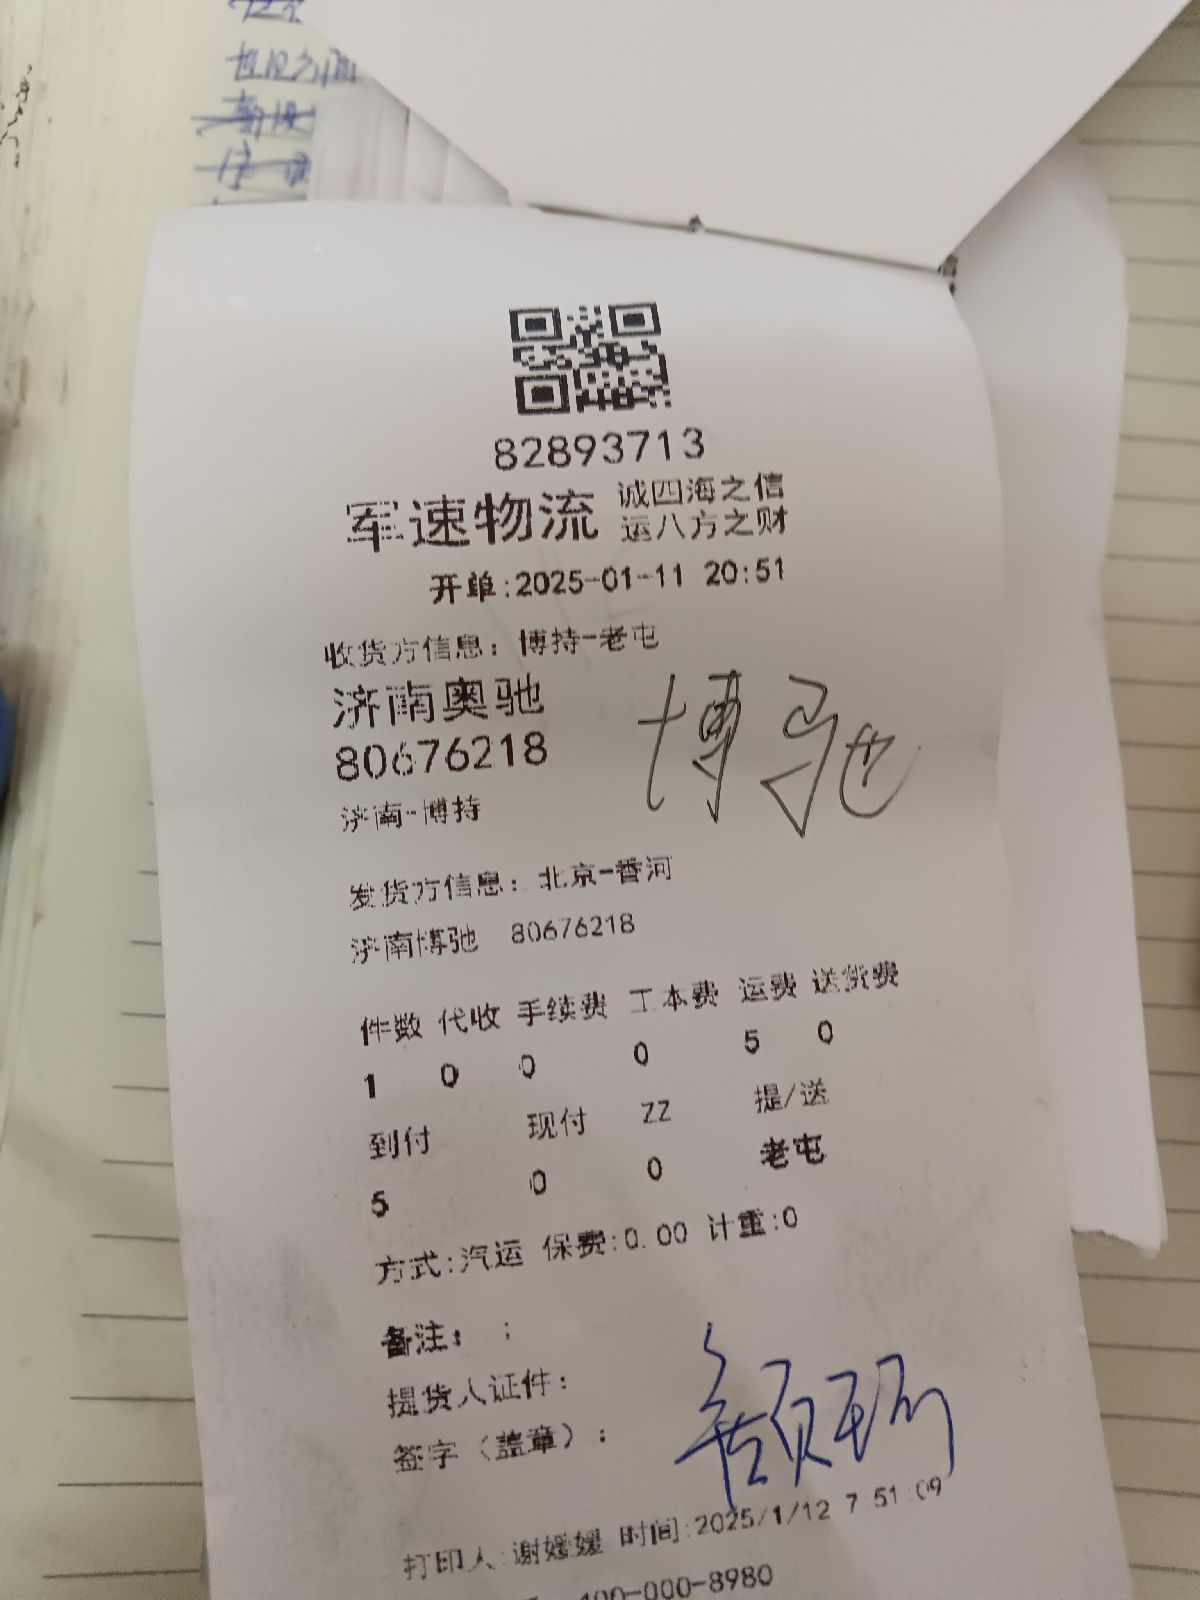 82893713
军速物流 诚四海之信
运八方之财
开单:2025-01-11 20:51
收货方信息: 博持-老屯
济南奥驰
博驰
80676218
济南-博持
发货方信息: 北京-香河
济南博驰 80676218
件数 代收 手续费 工本费 运费 送货费
1 0 0 0 5 0
到付 现付 ZZ 提/送
5 0 0 老屯
方式:汽运 保费:0.00 计重:0
备注: ;
提货人证件:
签字(盖章):
打印人:谢媛媛 时间:2025/1/12 7:51:09
400-000-8980